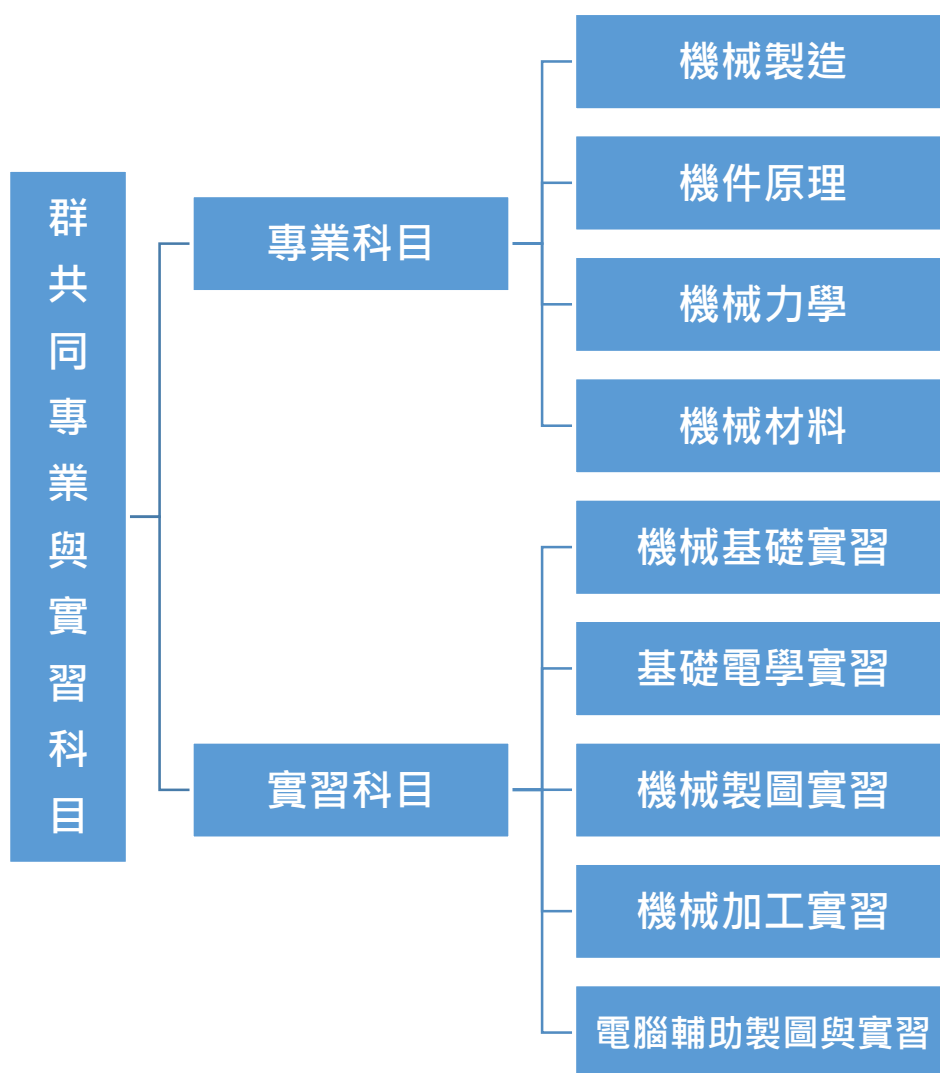 群共同專業與實習科目
專業科目
機械製造
機件原理
機械力學
機械材料
實習科目
機械基礎實習
基礎電學實習
機械製圖實習
機械加工實習
電腦輔助製圖與實習